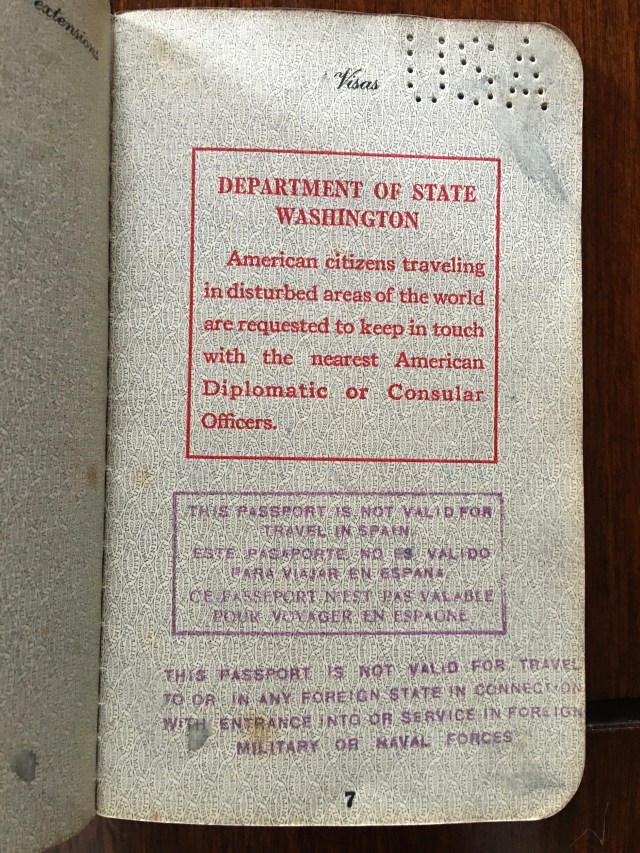 extensions
Visas
USA
DEPARTMENT OF STATE
WASHINGTON
American citizens traveling
in disturbed areas of the world
are requested to keep in touch
with the nearest American
Diplomatic or Consular
Officers.
THIS PASSPORT IS NOT VALID FOR
TRAVEL IN SPAIN.
ESTE PASAPORTE NO ES VALIDO
PARA VIAJAR EN ESPANA.
CE PASSEPORT N'EST PAS VALABLE
POUR VOYAGER EN ESPAGNE.
THIS PASSPORT IS NOT VALID FOR TRAVEL
TO OR IN ANY FOREIGN STATE IN CONNECTION
WITH ENTRANCE INTO OR SERVICE IN FOREIGN
MILITARY OR NAVAL FORCES
7